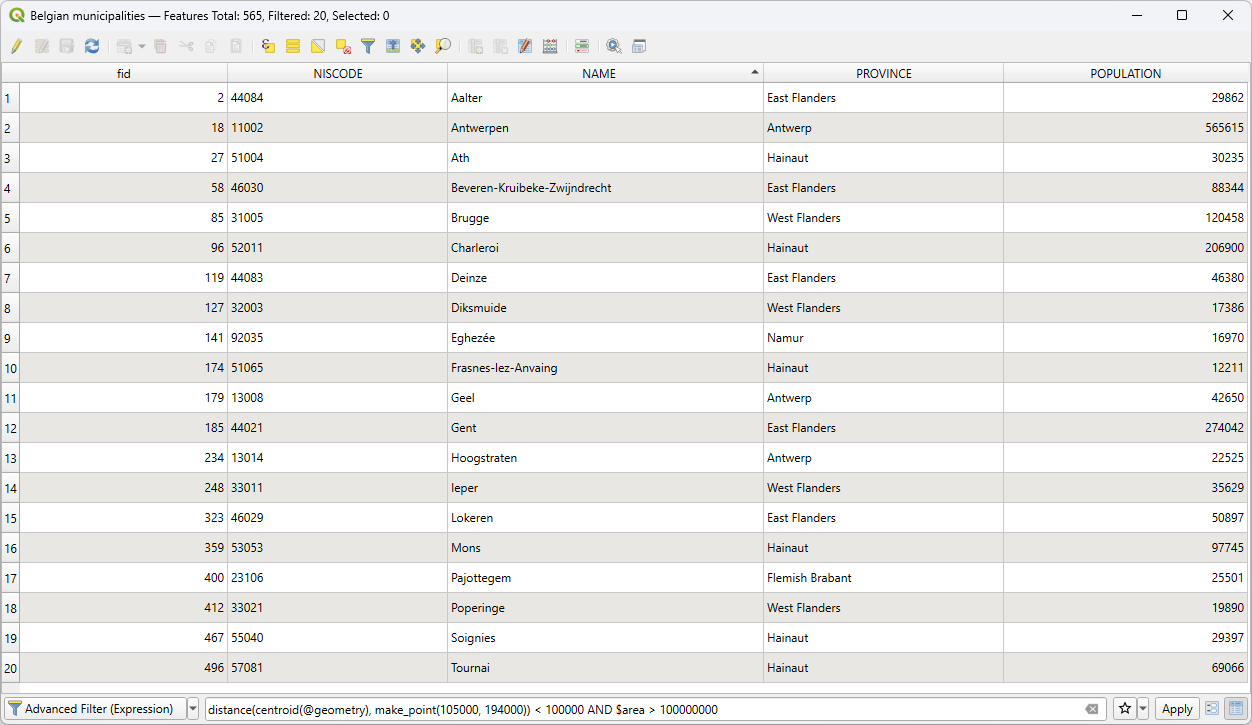 Belgian municipalities — Features Total: 565, Filtered: 20, Selected: 0
fid NISCODE NAME PROVINCE POPULATION
1 2 44084 Aalter East Flanders 29862
2 18 11002 Antwerpen Antwerp 565615
3 27 51004 Ath Hainaut 30235
4 58 46030 Beveren-Kruibeke-Zwijndrecht East Flanders 88344
5 85 31005 Brugge West Flanders 120458
6 96 52011 Charleroi Hainaut 206900
7 119 44083 Deinze East Flanders 46380
8 127 32003 Diksmuide West Flanders 17386
9 141 92035 Eghezée Namur 16970
10 174 51065 Frasnes-lez-Anvaing Hainaut 12211
11 179 13008 Geel Antwerp 42650
12 185 44021 Gent East Flanders 274042
13 234 13014 Hoogstraten Antwerp 22525
14 248 33011 Ieper West Flanders 35629
15 323 46029 Lokeren East Flanders 50897
16 359 53053 Mons Hainaut 97745
17 400 23106 Pajottegem Flemish Brabant 25501
18 412 33021 Poperinge West Flanders 19890
19 467 55040 Soignies Hainaut 29397
20 496 57081 Tournai Hainaut 69066
Advanced Filter (Expression) distance(centroid(@geometry), make_point(105000, 194000)) < 100000 AND $area > 100000000 Apply